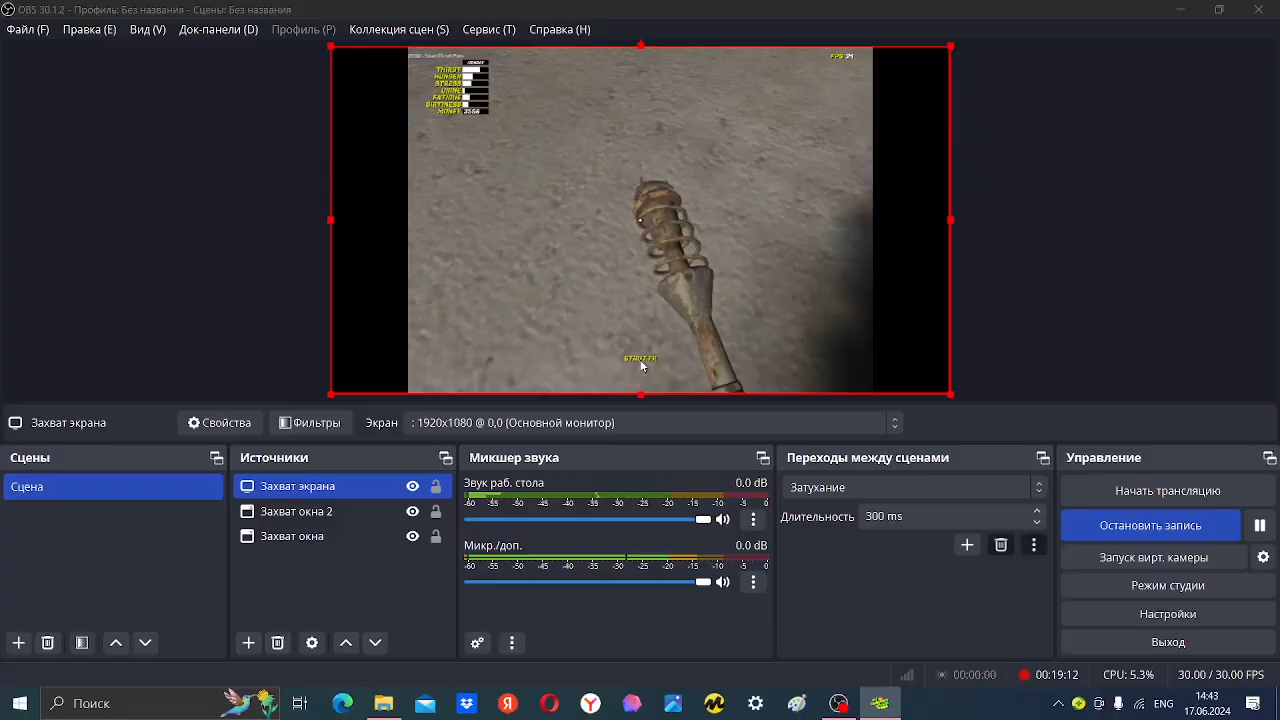 OBS 30.1.2 - Профиль: Без названия - Сцены: Без названия
Файл (F) Правка (E) Вид (V) Док-панели (D) Профиль (P) Коллекция сцен (S) Сервис (T) Справка (H)
FPS 24
MONDAY
THIRST
HUNGER
STRESS
URINE
FATIGUE
DIRTINESS
MONEY 3556
Захват экрана Свойства Фильтры Экран : 1920x1080 @ 0,0 (Основной монитор)
Сцены Источники Микшер звука Переходы между сценами Управление
Сцена
Захват экрана
Захват окна 2
Захват окна
Звук раб. стола 0.0 dB
-60 -55 -50 -45 -40 -35 -30 -25 -20 -15 -10 -5 0
Микр./доп. 0.0 dB
-60 -55 -50 -45 -40 -35 -30 -25 -20 -15 -10 -5 0
Затухание
Длительность 300 ms
Начать трансляцию
Остановить запись
Запуск вирт. камеры
Режим студии
Настройки
Выход
00:00:00 00:19:12 CPU: 5.3% 30.00 / 30.00 FPS
Поиск
ENG
14:43
17.06.2024